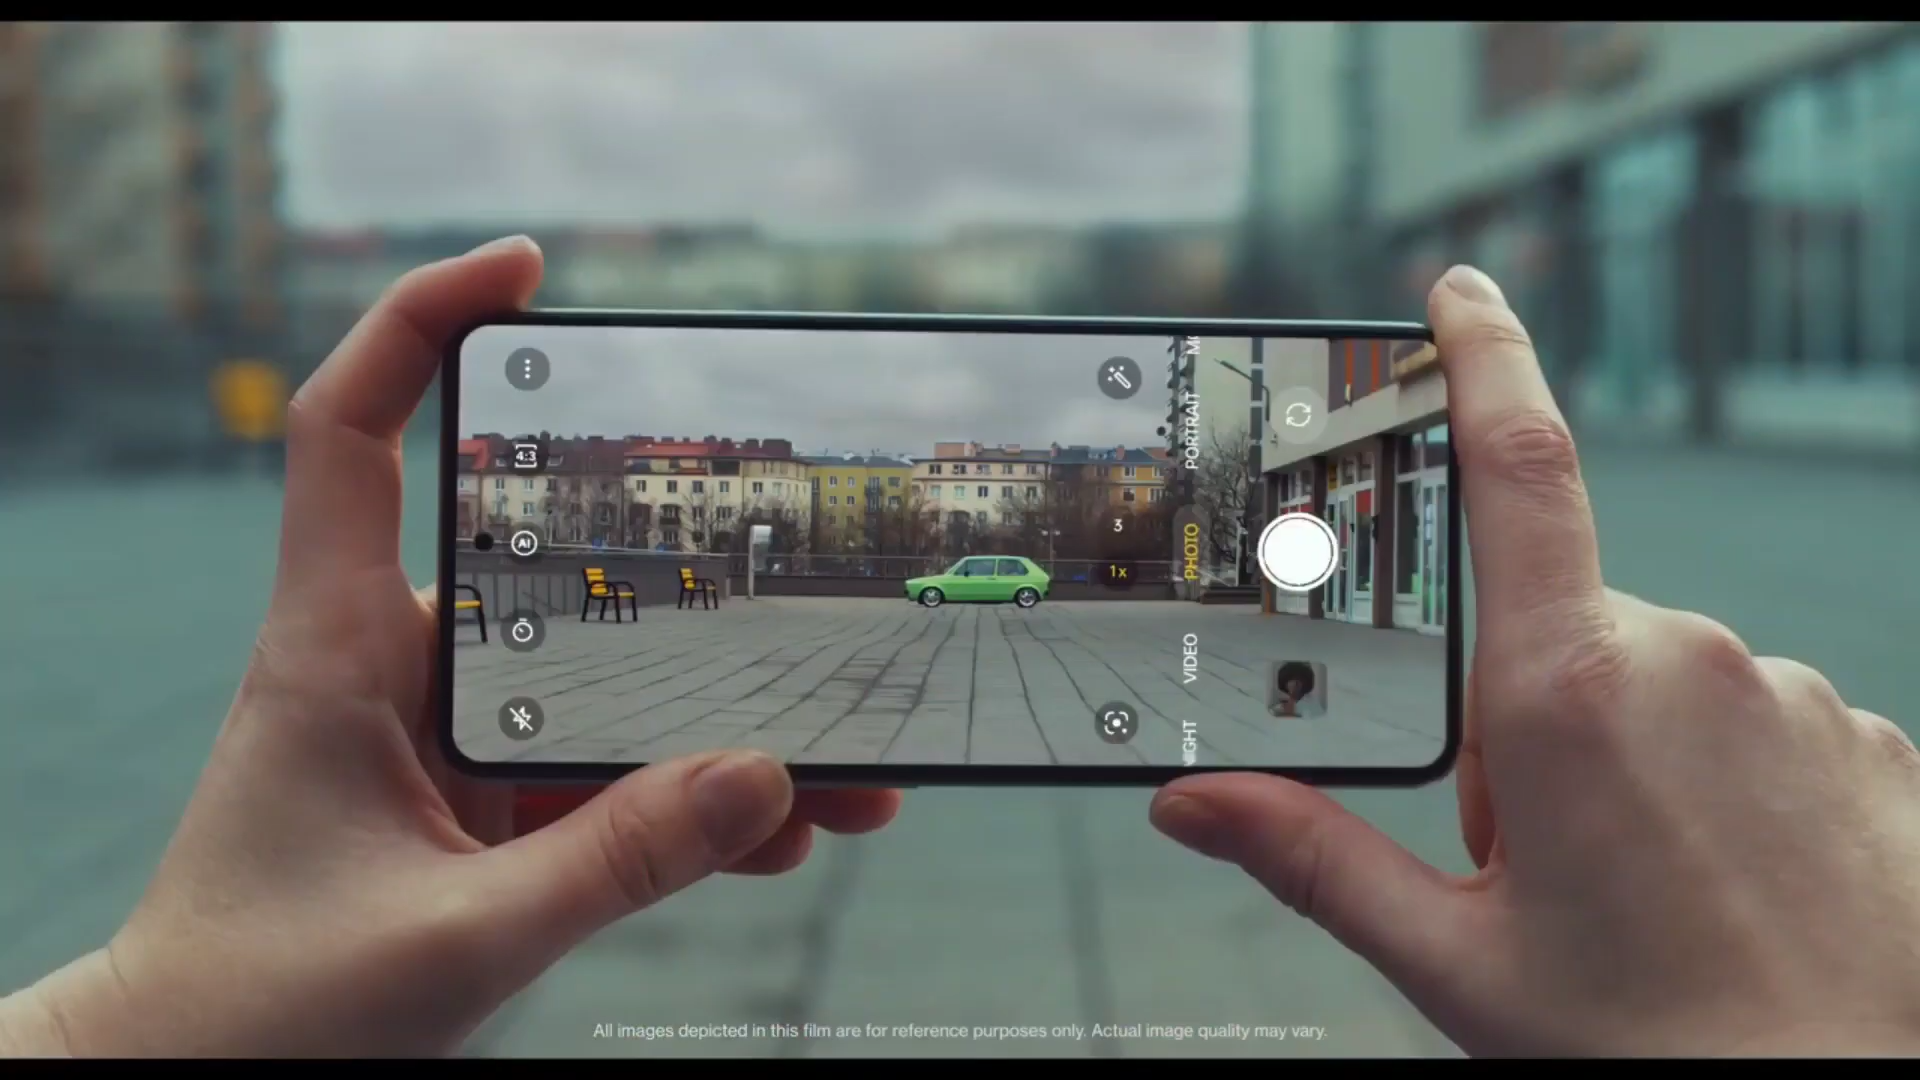 4:3
AI
3
1x
PORTRAIT
PHOTO
VIDEO
All images depicted in this film are for reference purposes only. Actual image quality may vary.